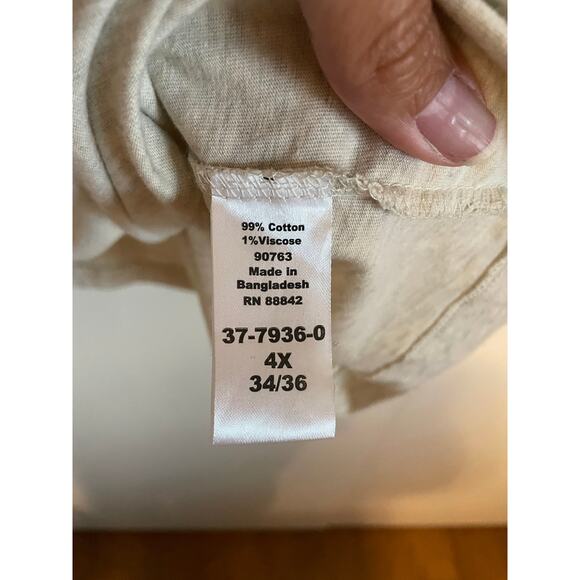 99% Cotton
1%Viscose
90763
Made in
Bangladesh
RN 88842
37-7936-0
4X
34/36